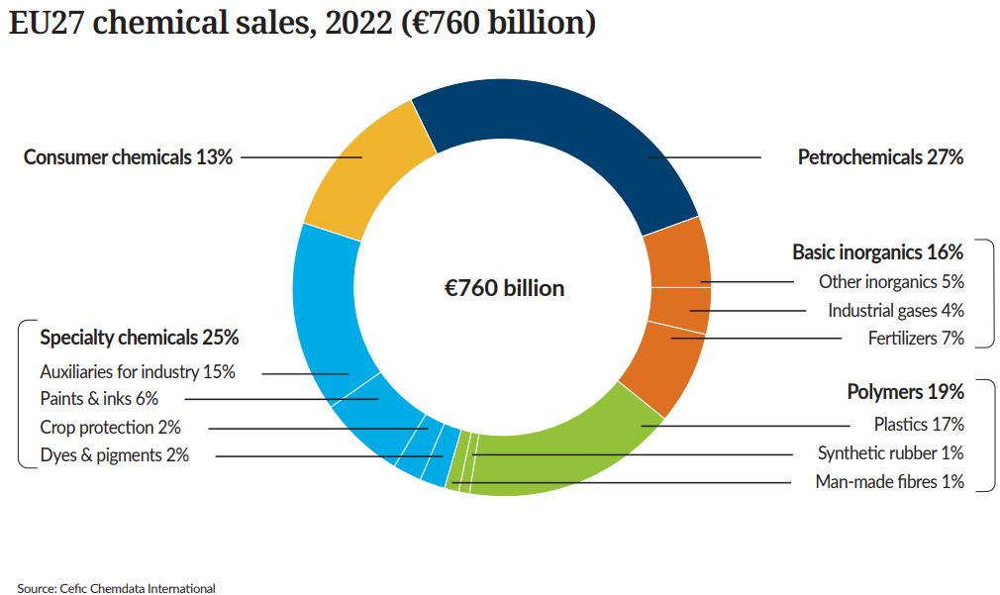 EU27 chemical sales, 2022 (€760 billion)
Consumer chemicals 13%
Petrochemicals 27%
Basic inorganics 16%
Other inorganics 5%
Industrial gases 4%
Fertilizers 7%
€760 billion
Specialty chemicals 25%
Auxiliaries for industry 15%
Paints & inks 6%
Crop protection 2%
Dyes & pigments 2%
Polymers 19%
Plastics 17%
Synthetic rubber 1%
Man-made fibres 1%
Source: Cefic Chemdata International